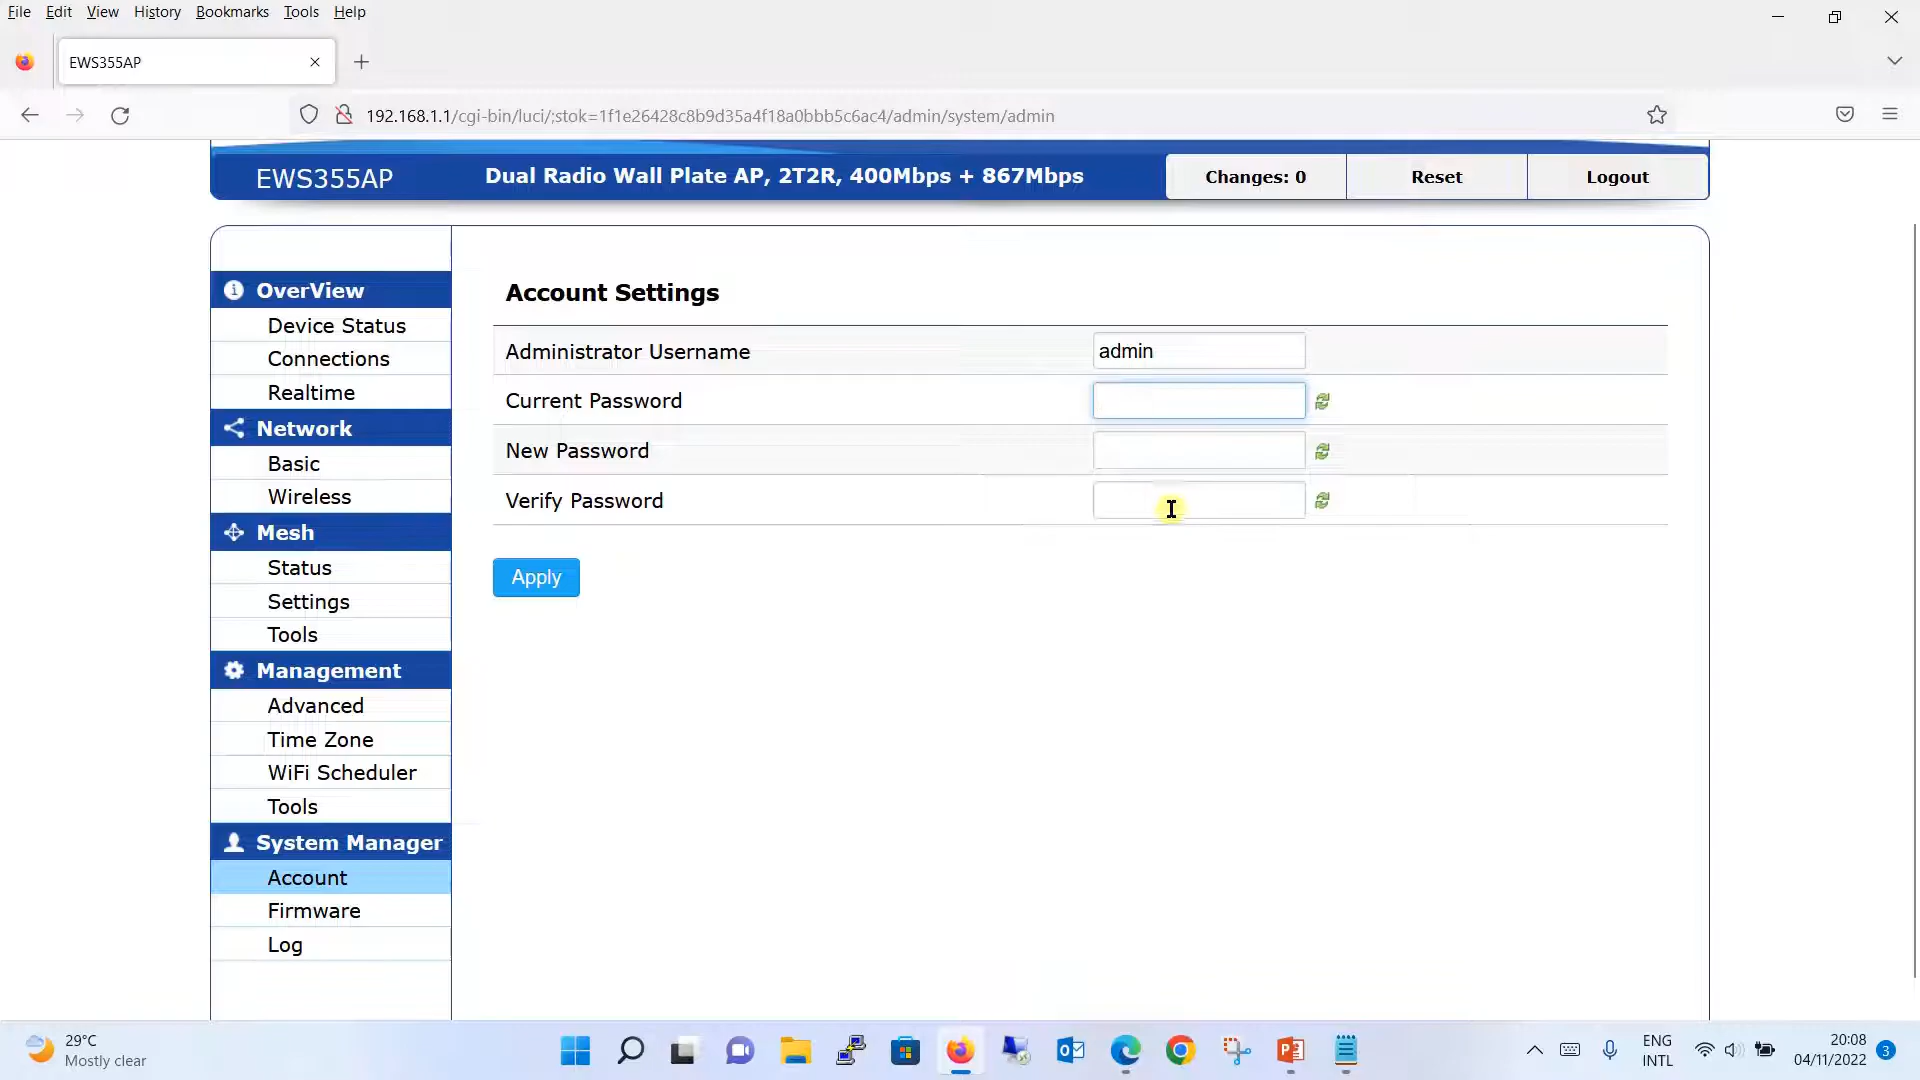 File Edit View History Bookmarks Tools Help
EWS355AP
192.168.1.1/cgi-bin/luci/;stok=1f1e26428c8b9d35a4f18a0bbb5c6ac4/admin/system/admin
EWS355AP Dual Radio Wall Plate AP, 2T2R, 400Mbps + 867Mbps Changes: 0 Reset Logout
OverView
Device Status
Connections
Realtime
Network
Basic
Wireless
Mesh
Status
Settings
Tools
Management
Advanced
Time Zone
WiFi Scheduler
Tools
System Manager
Account
Firmware
Log
Account Settings
Administrator Username admin
Current Password
New Password
Verify Password
Apply
29°C
Mostly clear
ENG
INTL
20:08
04/11/2022
3